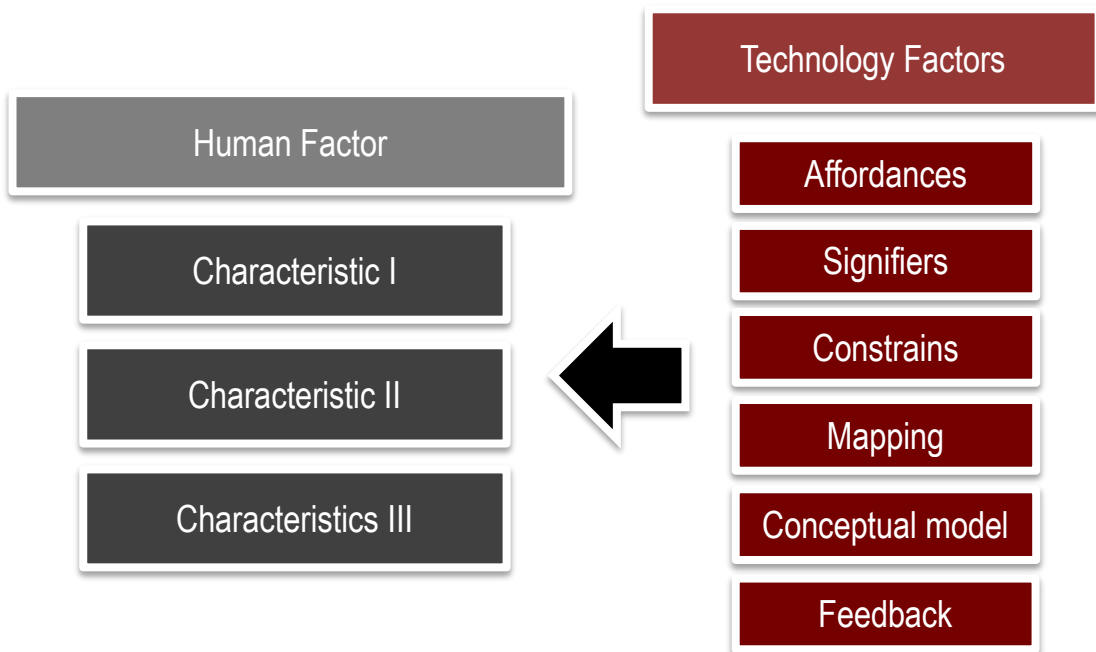 Human Factor
Characteristic I
Characteristic II
Characteristics III
Technology Factors
Affordances
Signifiers
Constrains
Mapping
Conceptual model
Feedback